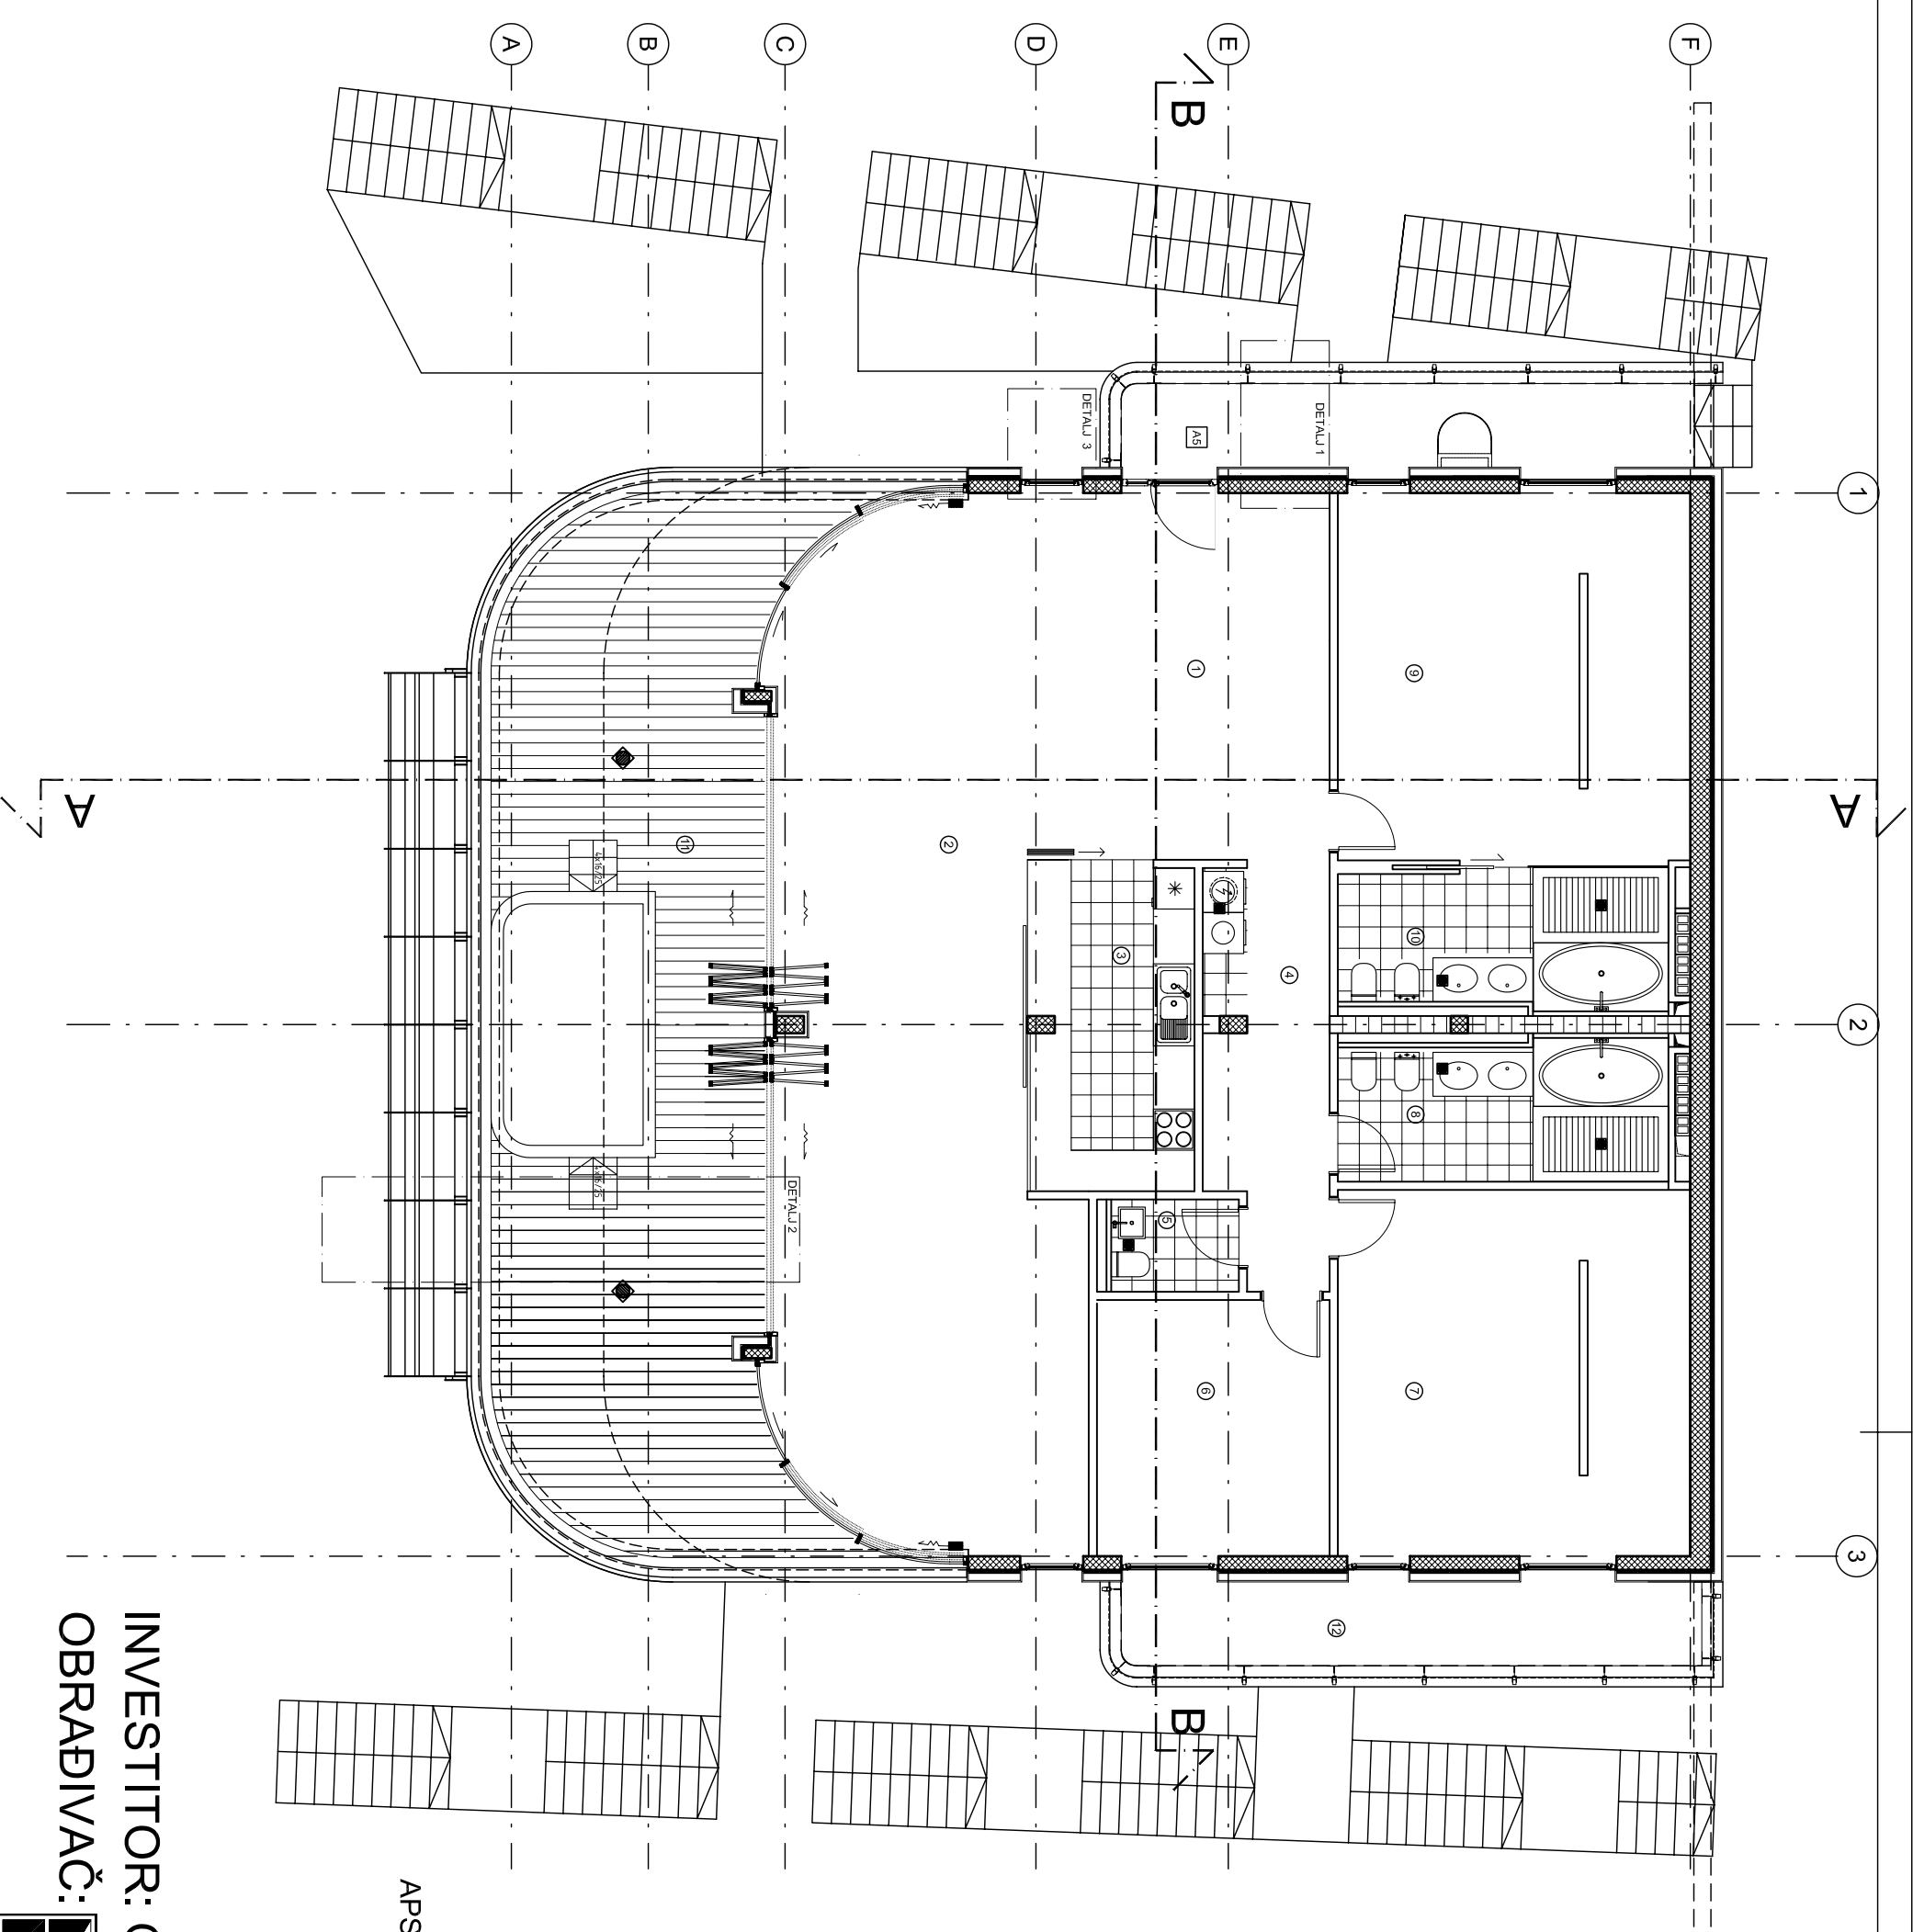 A
B
C
D
E
F
1
2
3
B
B
A
A
DETALJ 1
DETALJ 3
DETALJ 2
A5
1
2
3
4
5
6
7
8
9
10
11
12
4x16/25
4x16/25
INVESTITOR:
OBRAĐIVAČ:
APS